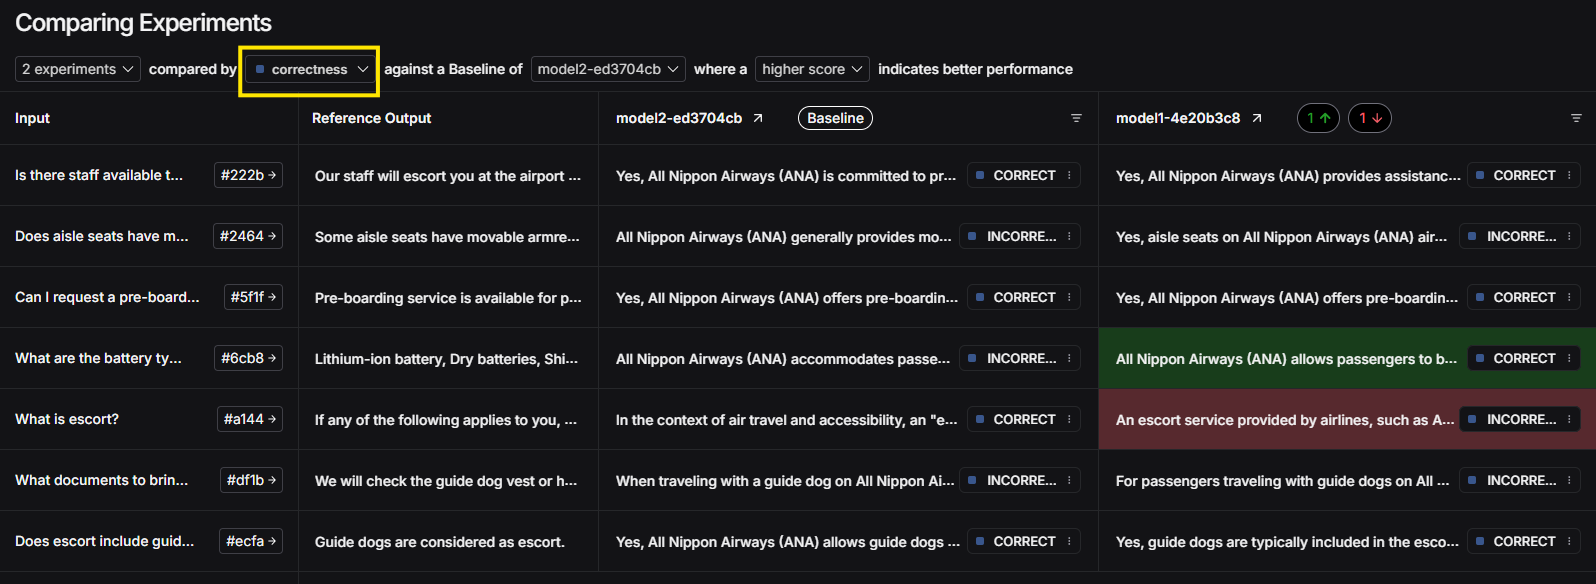 Comparing Experiments
2 experiments compared by correctness against a Baseline of model2-ed3704cb where a higher score indicates better performance
Input Reference Output model2-ed3704cb Baseline model1-4e20b3c8 1 ↑ 1 ↓
Is there staff available t... #222b → Our staff will escort you at the airport ... Yes, All Nippon Airways (ANA) is committed to pr... CORRECT Yes, All Nippon Airways (ANA) provides assistanc... CORRECT
Does aisle seats have m... #2464 → Some aisle seats have movable armre... All Nippon Airways (ANA) generally provides mo... INCORRE... Yes, aisle seats on All Nippon Airways (ANA) air... INCORRE...
Can I request a pre-board... #5f1f → Pre-boarding service is available for p... Yes, All Nippon Airways (ANA) offers pre-boardin... CORRECT Yes, All Nippon Airways (ANA) offers pre-boardin... CORRECT
What are the battery ty... #6cb8 → Lithium-ion battery, Dry batteries, Shi... All Nippon Airways (ANA) accommodates passe... INCORRE... All Nippon Airways (ANA) allows passengers to b... CORRECT
What is escort? #a144 → If any of the following applies to you, ... In the context of air travel and accessibility, an "e... CORRECT An escort service provided by airlines, such as A... INCORRE...
What documents to brin... #df1b → We will check the guide dog vest or h... When traveling with a guide dog on All Nippon Ai... INCORRE... For passengers traveling with guide dogs on All ... INCORRE...
Does escort include guid... #ecfa → Guide dogs are considered as escort. Yes, All Nippon Airways (ANA) allows guide dogs ... CORRECT Yes, guide dogs are typically included in the esco... CORRECT